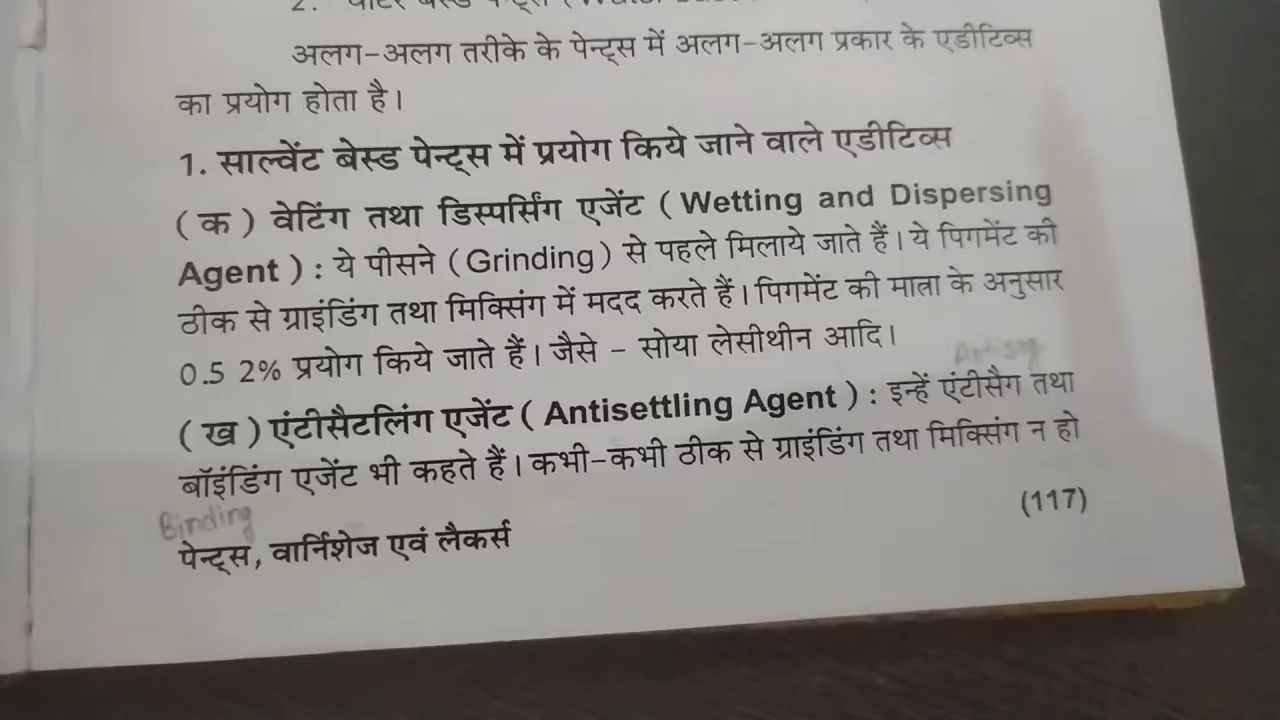 अलग-अलग तरीके के पेन्ट्स में अलग-अलग प्रकार के एडीटिव्स
का प्रयोग होता है।
1. साल्वेंट बेस्ड पेन्ट्स में प्रयोग किये जाने वाले एडीटिव्स
( क ) वेटिंग तथा डिस्पर्सिंग एजेंट ( Wetting and Dispersing
Agent ) : ये पीसने ( Grinding ) से पहले मिलाये जाते हैं। ये पिगमेंट की
ठीक से ग्राइंडिंग तथा मिक्सिंग में मदद करते हैं। पिगमेंट की मात्रा के अनुसार
0.5 2% प्रयोग किये जाते हैं। जैसे - सोया लेसीथीन आदि।
( ख ) एंटीसैटलिंग एजेंट ( Antisettling Agent ) : इन्हें एंटीसैग तथा
बॉइंडिंग एजेंट भी कहते हैं। कभी-कभी ठीक से ग्राइंडिंग तथा मिक्सिंग न हो
(117)
Binding
पेन्ट्स, वार्निशेज एवं लैकर्स